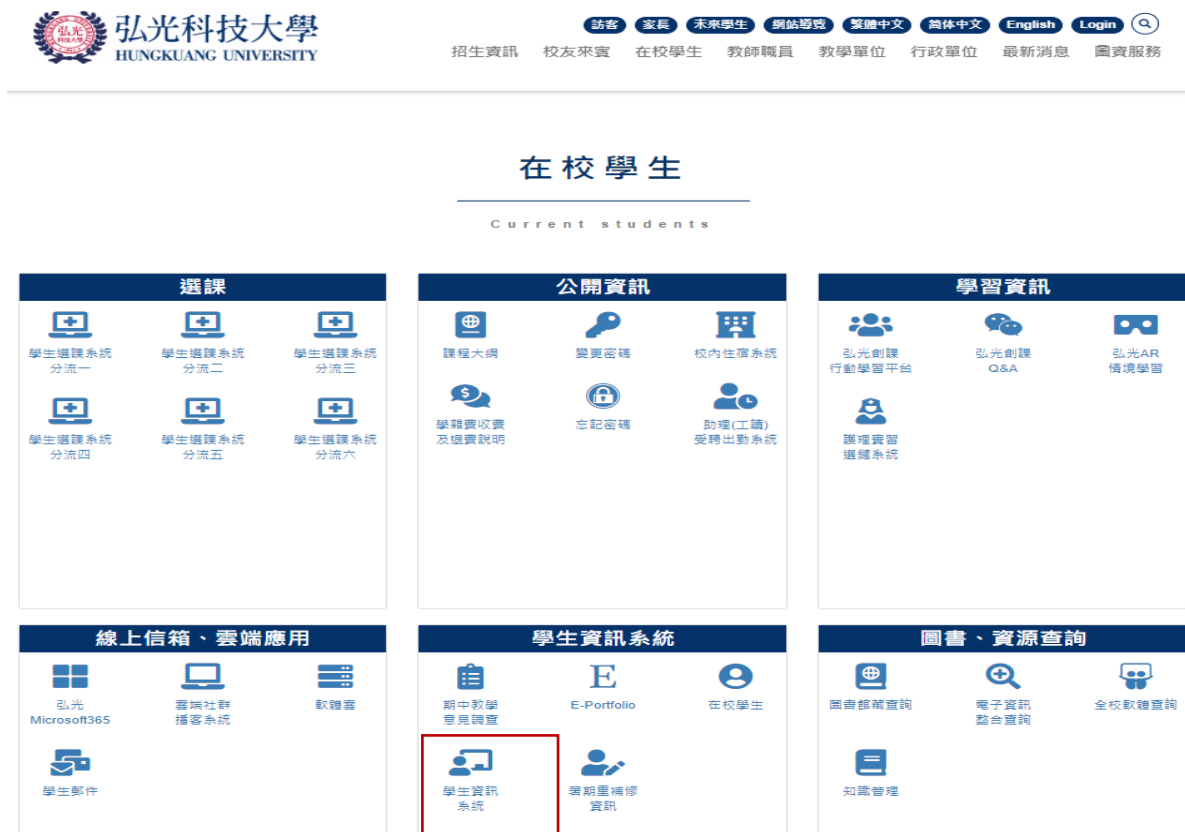 弘光科技大學
HUNGKUANG UNIVERSITY
訪客 家長 未來學生 網站導覽 繁體中文 简体中文 English Login
招生資訊 校友來賓 在校學生 教師職員 教學單位 行政單位 最新消息 圖資服務
在校學生
Current students
選課
學生選課系統
分流一
學生選課系統
分流二
學生選課系統
分流三
學生選課系統
分流四
學生選課系統
分流五
學生選課系統
分流六
公開資訊
課程大綱
變更密碼
校內住宿系統
學雜費收費
及退費說明
忘記密碼
助理(工讀)
受聘出勤系統
學習資訊
弘光創課
行動學習平台
弘光創課
Q&A
弘光AR
情境學習
護理實習
選填系統
線上信箱、雲端應用
弘光
Microsoft365
雲端社群
播客系統
軟體雲
學生郵件
學生資訊系統
期中教學
意見調查
E
E-Portfolio
在校學生
學生資訊
系統
暑期重補修
資訊
圖書、資源查詢
圖書館藏查詢
電子資訊
整合查詢
全校軟體查詢
知識管理